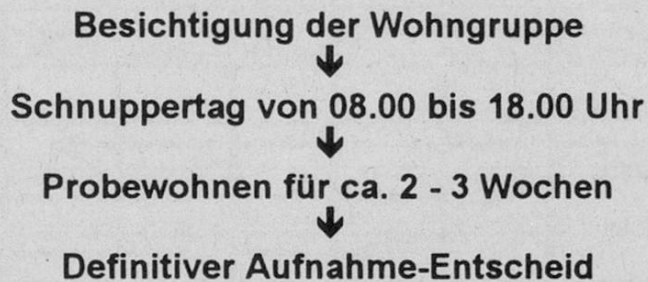 Besichtigung der Wohngruppe
Schnuppertag von 08.00 bis 18.00 Uhr
Probewohnen für ca. 2 - 3 Wochen
Definitiver Aufnahme-Entscheid